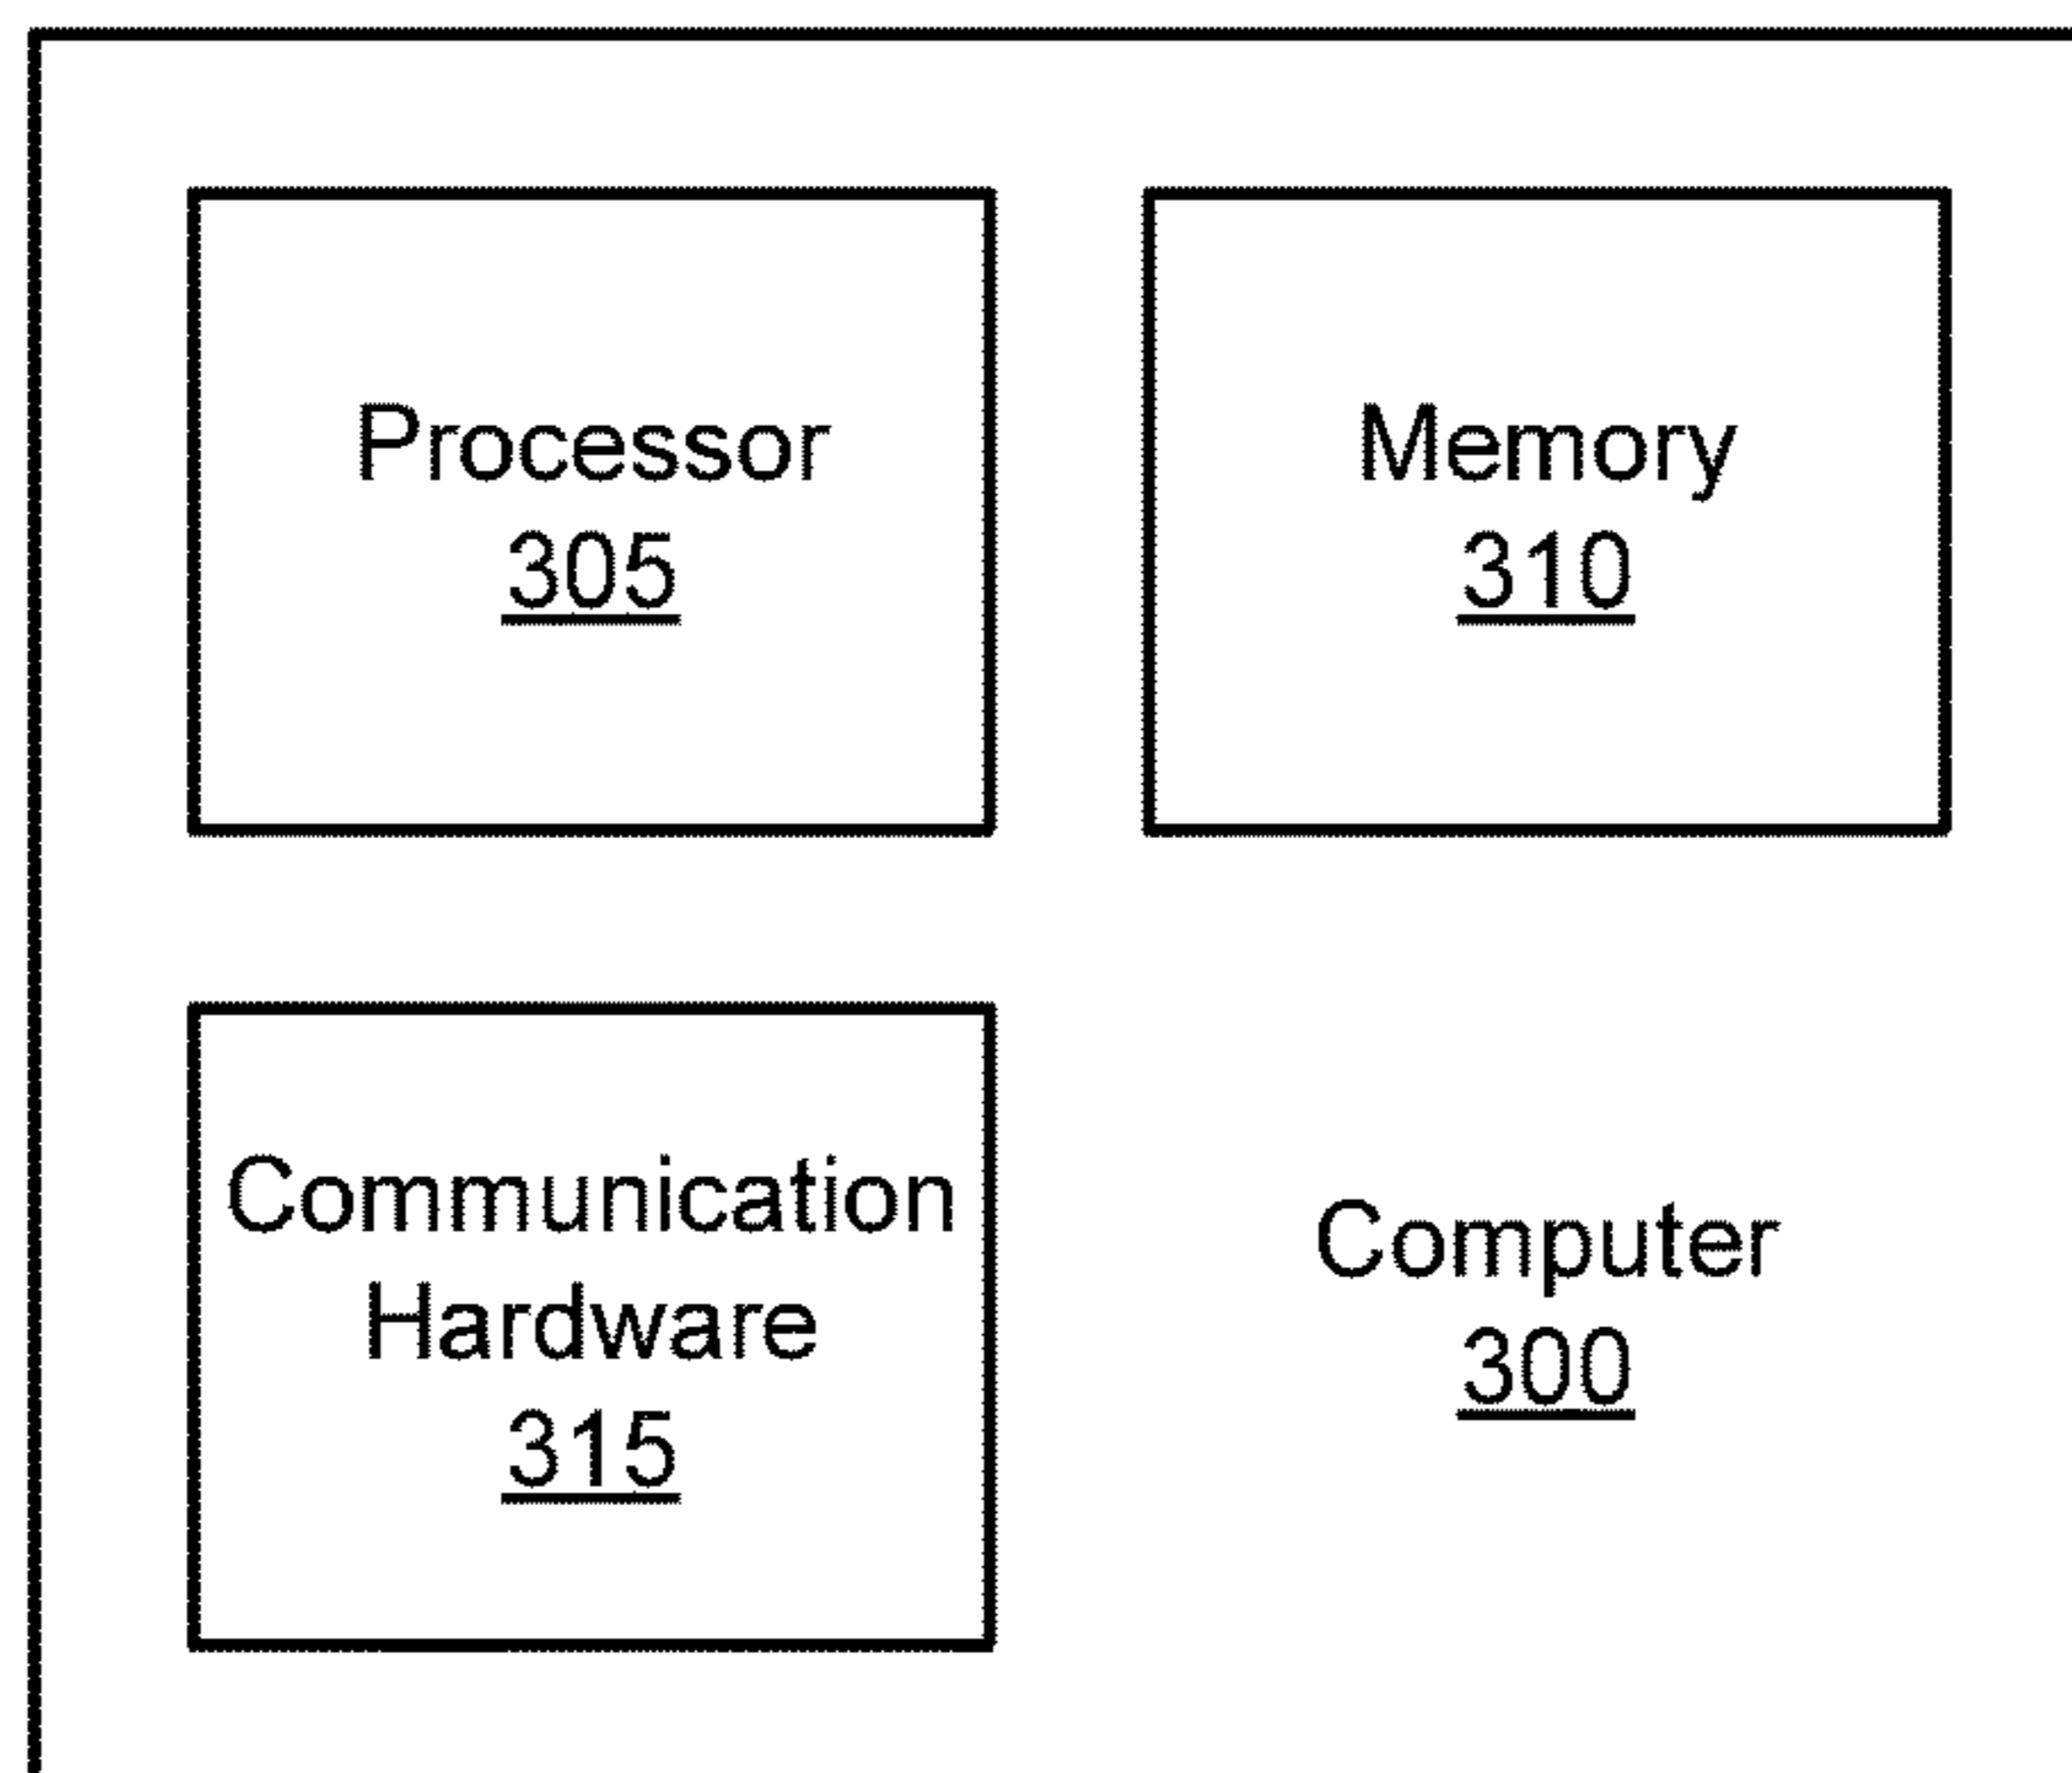 Processor
305
Memory
310
Communication
Hardware
315
Computer
300